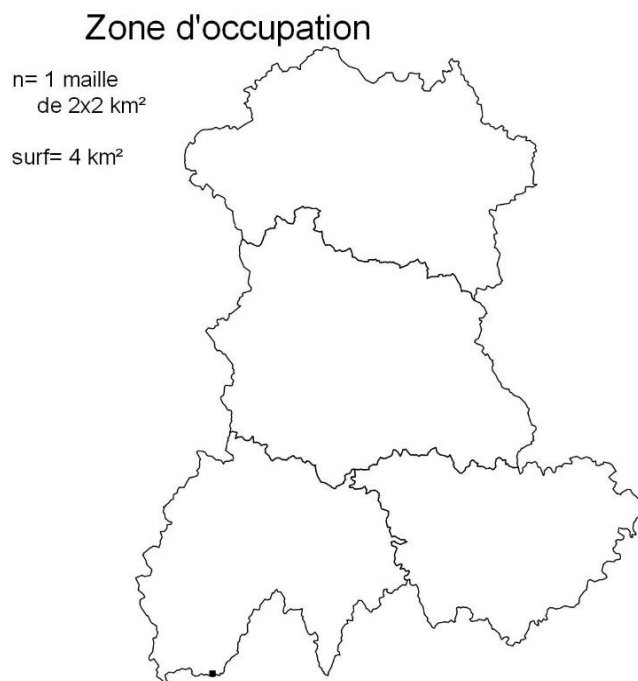 Zone d'occupation
n= 1 maille
de 2x2 km²
surf= 4 km²